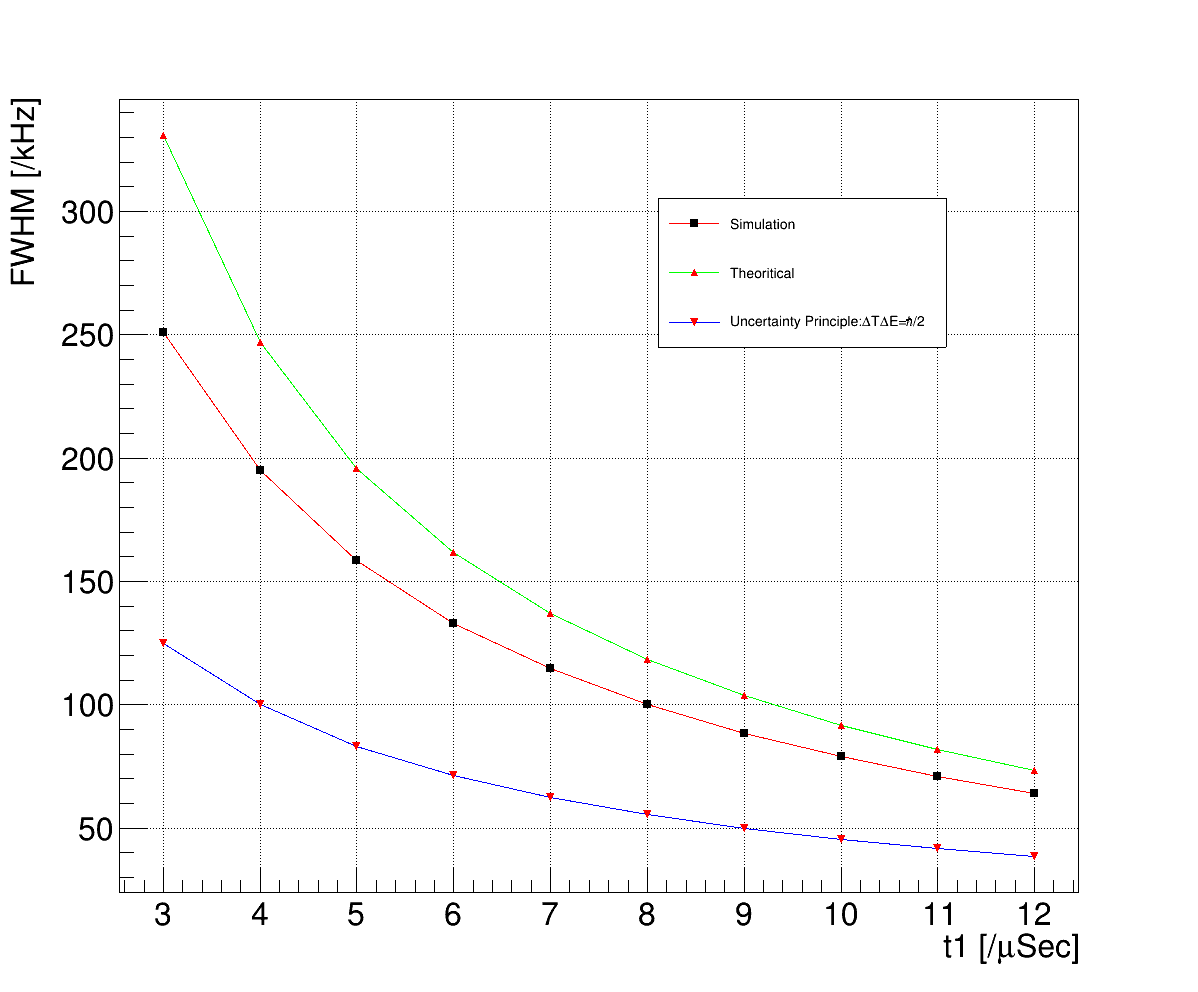 FWHM [/kHz]
300
250
200
150
100
50
Simulation
Theoritical
Uncertainty Principle:ΔTΔE=ℏ/2
3 4 5 6 7 8 9 10 11 12
t1 [/μSec]